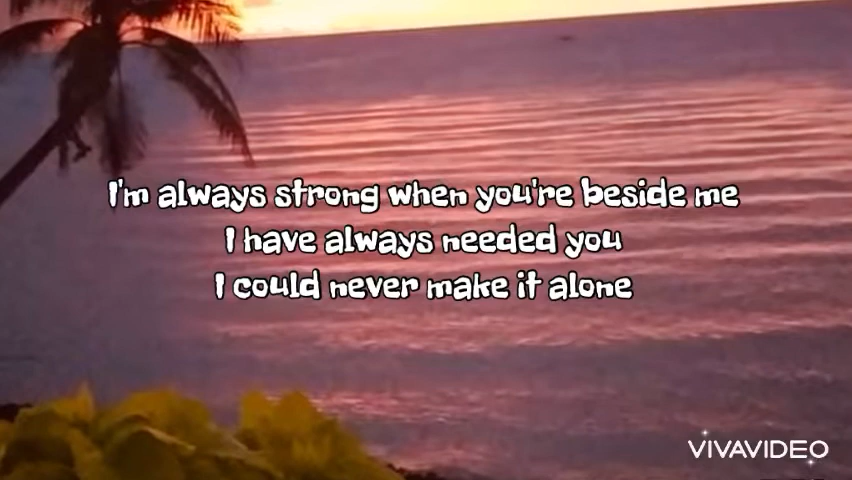 I'm always strong when you're beside me
I have always needed you
I could never make it alone
VIVAVIDEO